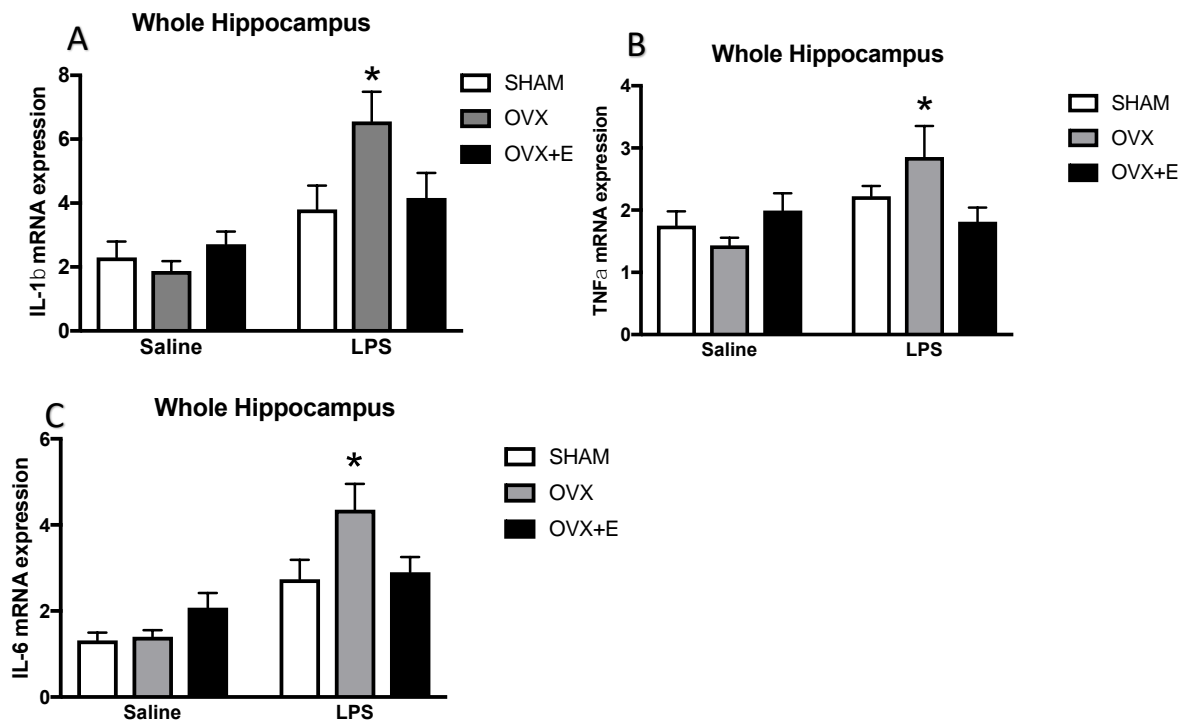 A
Whole Hippocampus
IL-1b mRNA expression
8
6
4
2
0
*
Saline
LPS
SHAM
OVX
OVX+E
B
Whole Hippocampus
TNFa mRNA expression
4
3
2
1
0
*
Saline
LPS
SHAM
OVX
OVX+E
C
Whole Hippocampus
IL-6 mRNA expression
6
4
2
0
*
Saline
LPS
SHAM
OVX
OVX+E